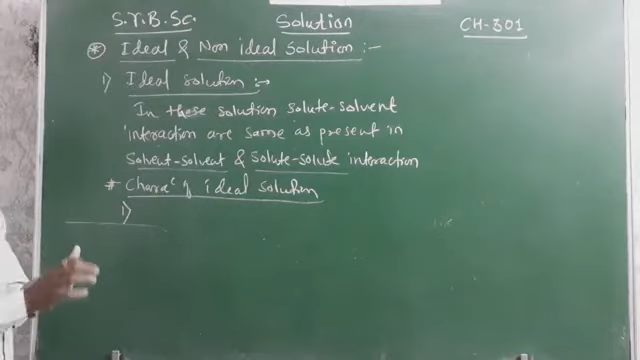 S.Y.B.Sc. Solution CH-301
* Ideal & Non ideal Solution :-
1) Ideal solution :→
In these solution solute-solvent
interaction are same as present in
Solvent-solvent & Solute-solute interaction
* Charac of ideal solution
1)